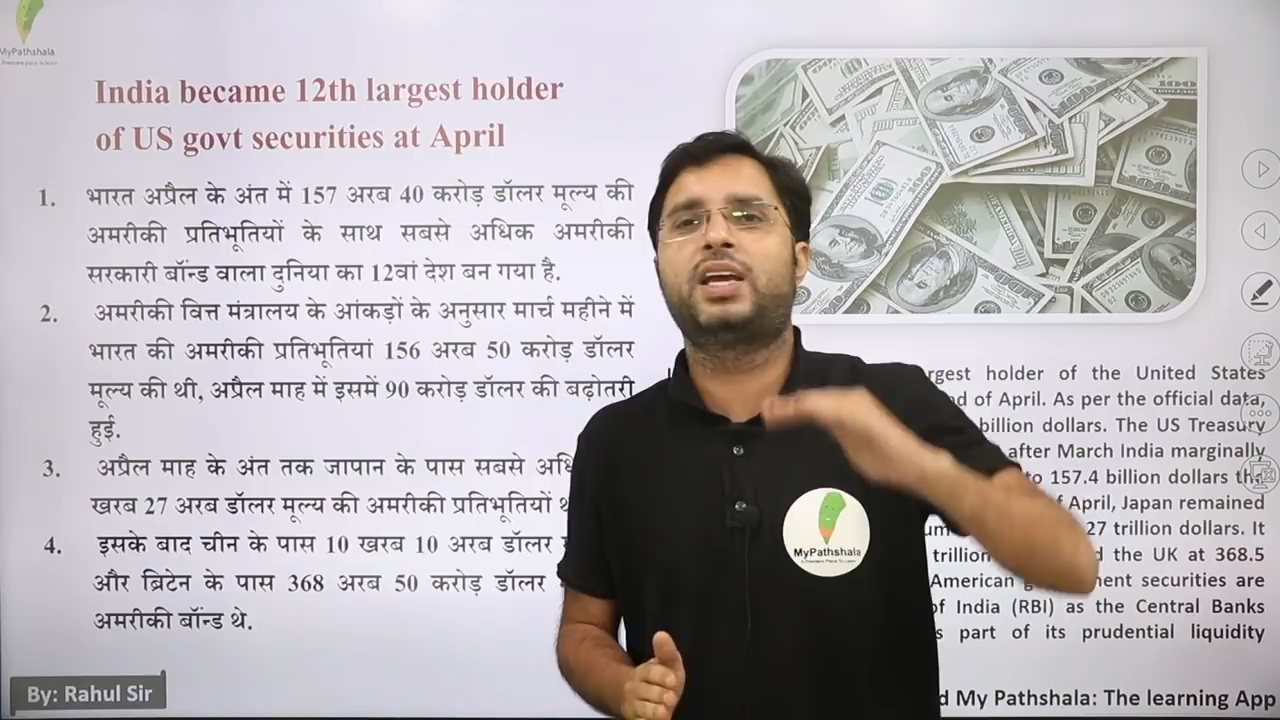 MyPathshala
India became 12th largest holder
of US govt securities at April
1. भारत अप्रैल के अंत में 157 अरब 40 करोड़ डॉलर मूल्य की
अमरीकी प्रतिभूतियों के साथ सबसे अधिक अमरीकी
सरकारी बॉन्ड वाला दुनिया का 12वां देश बन गया है.
2. अमरीकी वित्त मंत्रालय के आंकड़ों के अनुसार मार्च महीने में
भारत की अमरीकी प्रतिभूतियां 156 अरब 50 करोड़ डॉलर
मूल्य की थी, अप्रैल माह में इसमें 90 करोड़ डॉलर की बढ़ोतरी
हुई.
3. अप्रैल माह के अंत तक जापान के पास सबसे
खरब 27 अरब डॉलर मूल्य की अमरीकी प्रतिभूतियों
4. इसके बाद चीन के पास 10 खरब 10 अरब डॉलर
और ब्रिटेन के पास 368 अरब 50 करोड़ डॉलर
अमरीकी बॉन्ड थे.
holder of the United States
of April. As per the official data,
billion dollars. The US Treasury
after March India marginally
to 157.4 billion dollars
April, Japan remained
27 trillion dollars. It
trillion the UK at 368.5
American securities are
of India (RBI) as the Central Banks
part of its prudential liquidity
MyPathshala
A Premiere Place To Learn
By: Rahul Sir
My Pathshala: The learning App